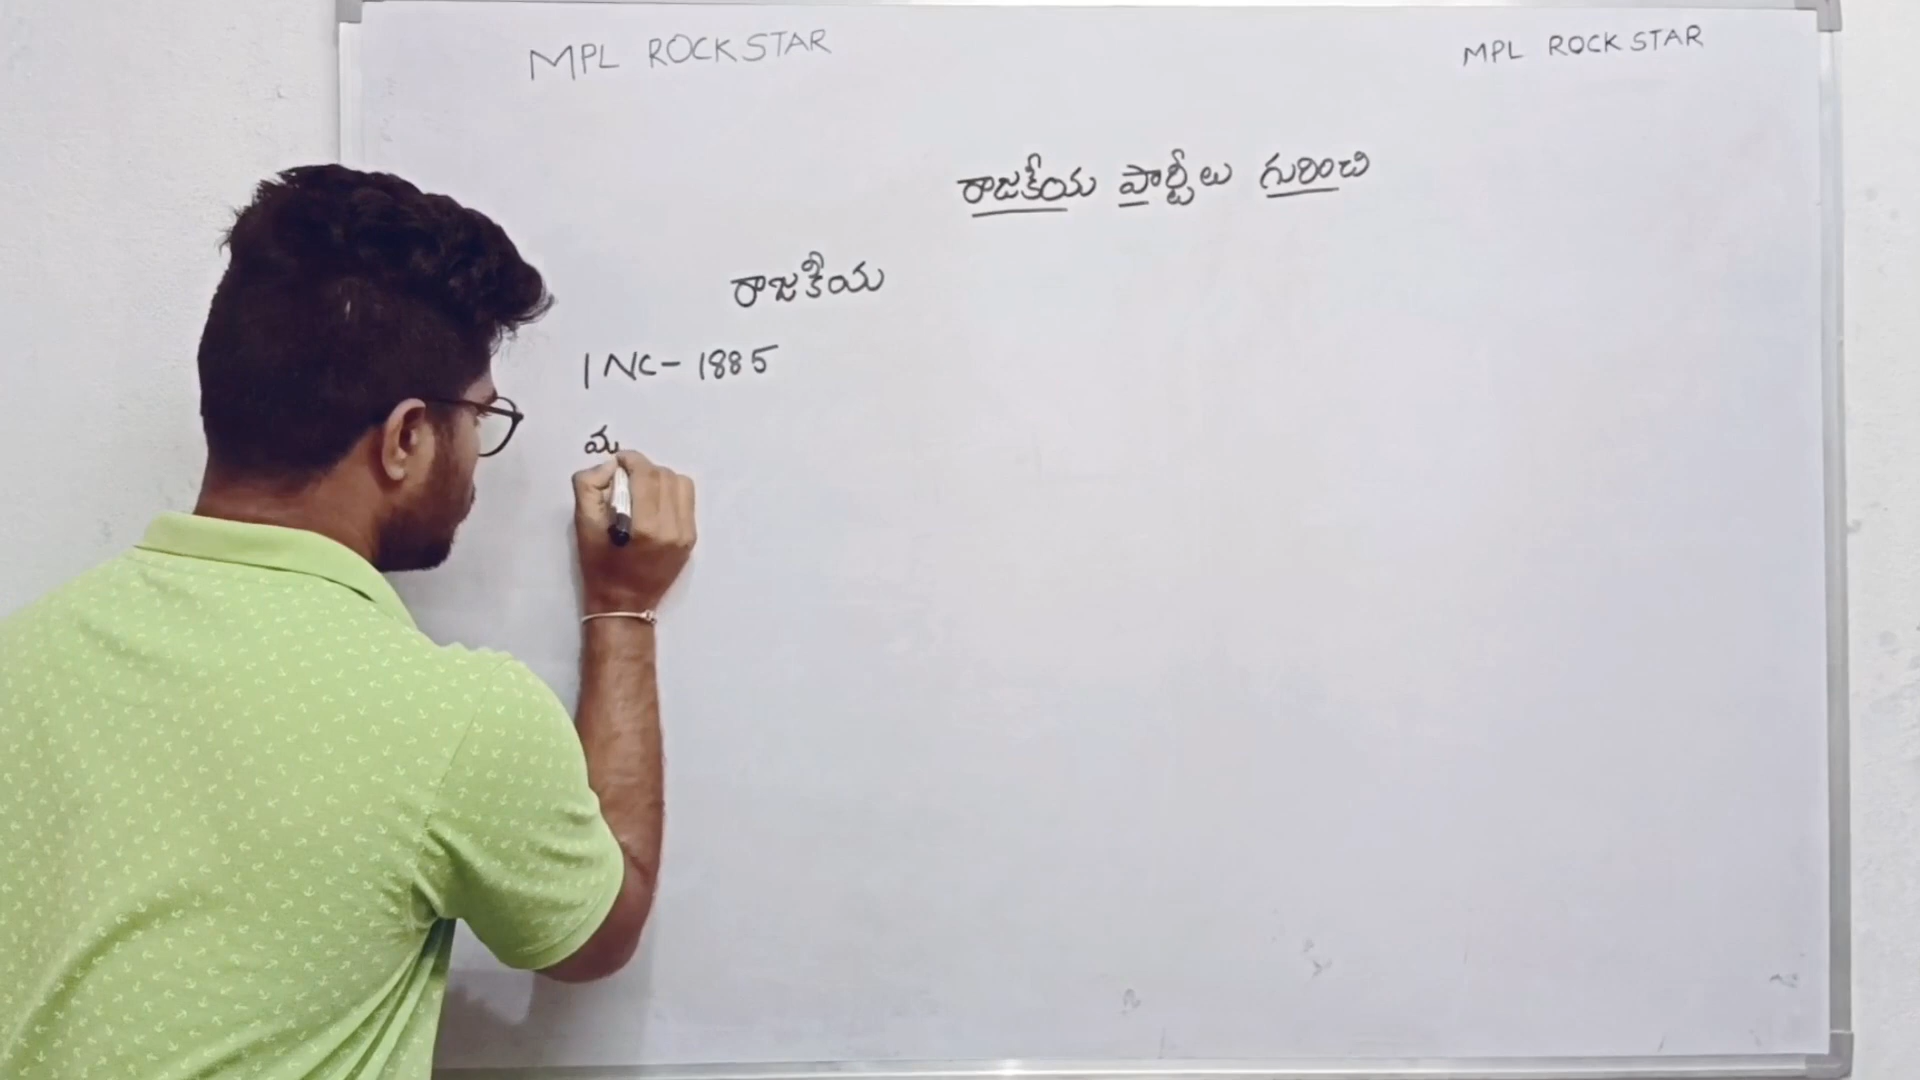 MPL ROCKSTAR
MPL ROCKSTAR
రాజకీయ పార్టీలు గురించి
రాజకీయ
INC - 1885
మ